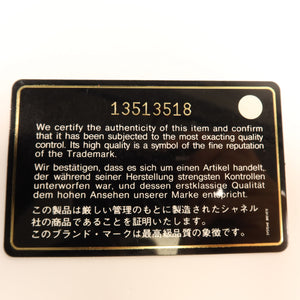 13513518
We certify the authenticity of this item and confirm
that it has been subjected to the most exacting quality
control. Its high quality is a symbol of the fine reputation
of the Trademark.
Wir bestätigen, dass es sich um einen Artikel handelt,
der während seiner Herstellung strengsten Kontrollen
unterworfen war, und dessen erstklassige Qualität
dem hohen Ansehen unserer Marke entspricht.
この製品は厳しい管理のもとに製造されたシャネル
社の商品であることを証明いたします。
このブランド・マークは最高級品質の象徴です。